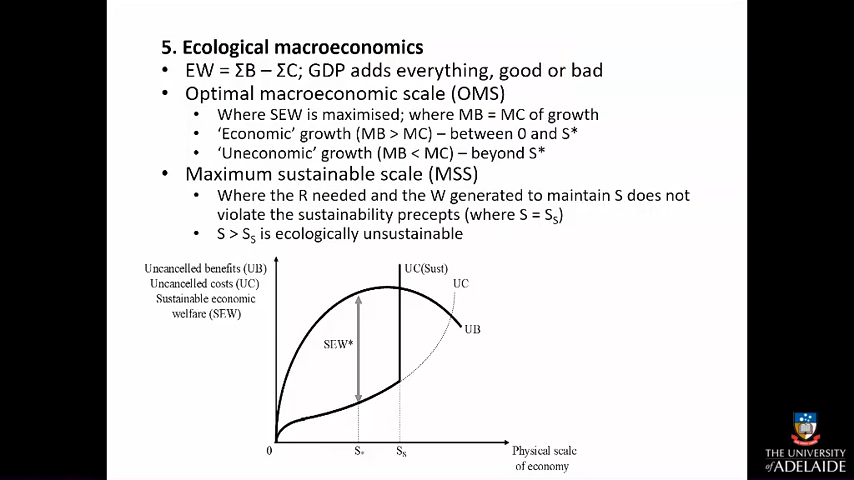 5. Ecological macroeconomics
• EW = ΣB – ΣC; GDP adds everything, good or bad
• Optimal macroeconomic scale (OMS)
• Where SEW is maximised; where MB = MC of growth
• ‘Economic’ growth (MB > MC) – between 0 and S*
• ‘Uneconomic’ growth (MB < MC) – beyond S*
• Maximum sustainable scale (MSS)
• Where the R needed and the W generated to maintain S does not
violate the sustainability precepts (where S = S_S)
• S > S_S is ecologically unsustainable
Uncancelled benefits (UB)
Uncancelled costs (UC)
Sustainable economic
welfare (SEW)
UC(Sust)
UC
UB
SEW*
0
S*
S_S
Physical scale
of economy
THE UNIVERSITY
of ADELAIDE